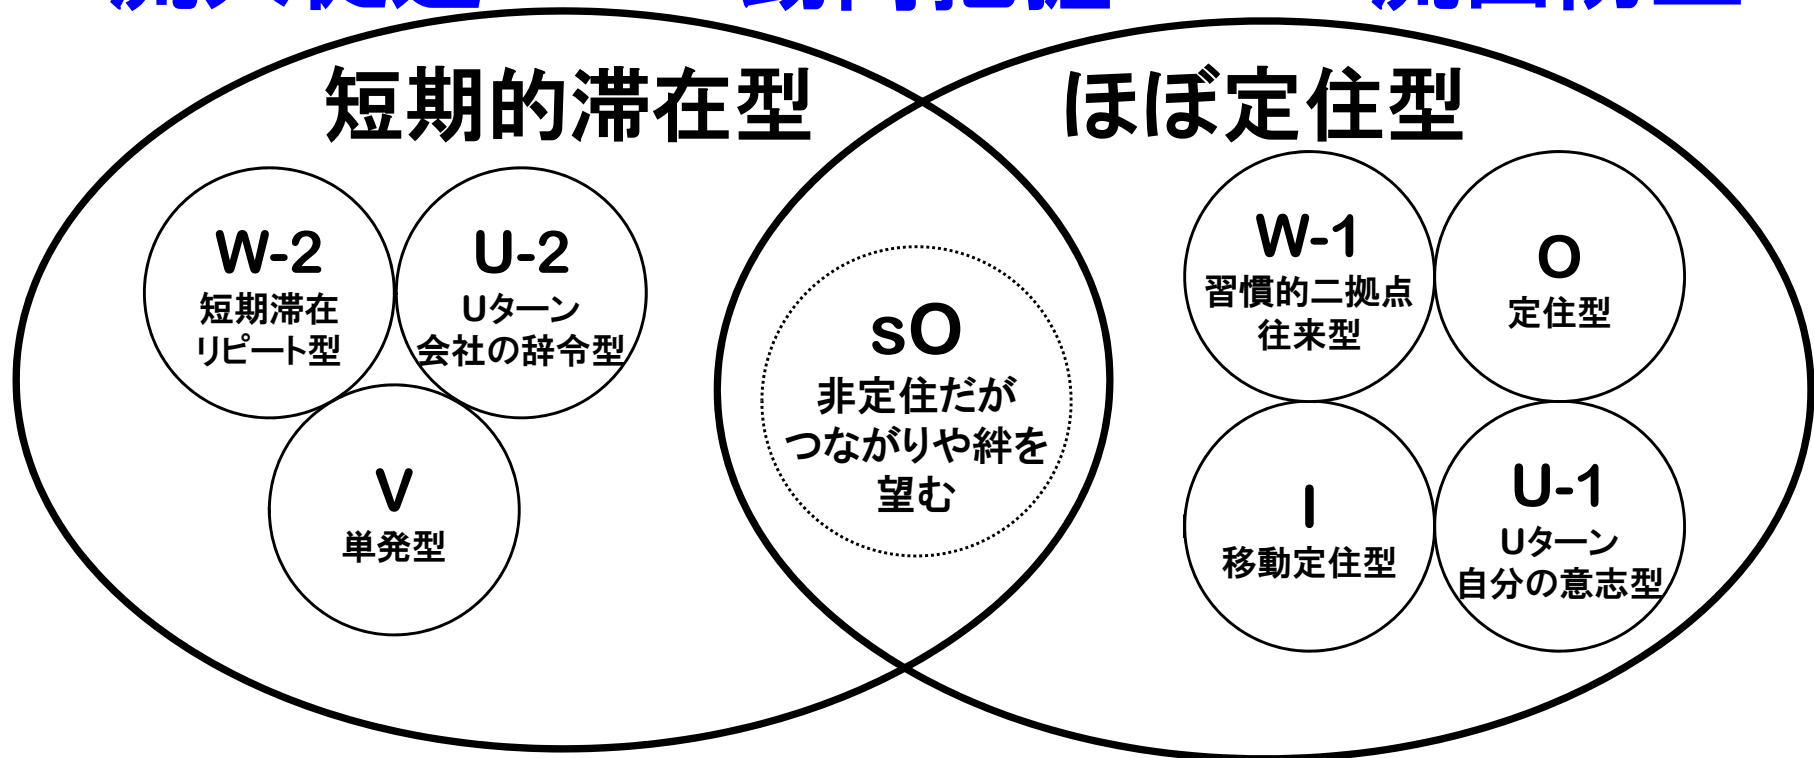 短期的滞在型
ほぼ定住型
W-2
短期滞在
リピート型
U-2
Uターン
会社の辞令型
V
単発型
sO
非定住だが
つながりや絆を
望む
W-1
習慣的二拠点
往来型
O
定住型
I
移動定住型
U-1
Uターン
自分の意志型